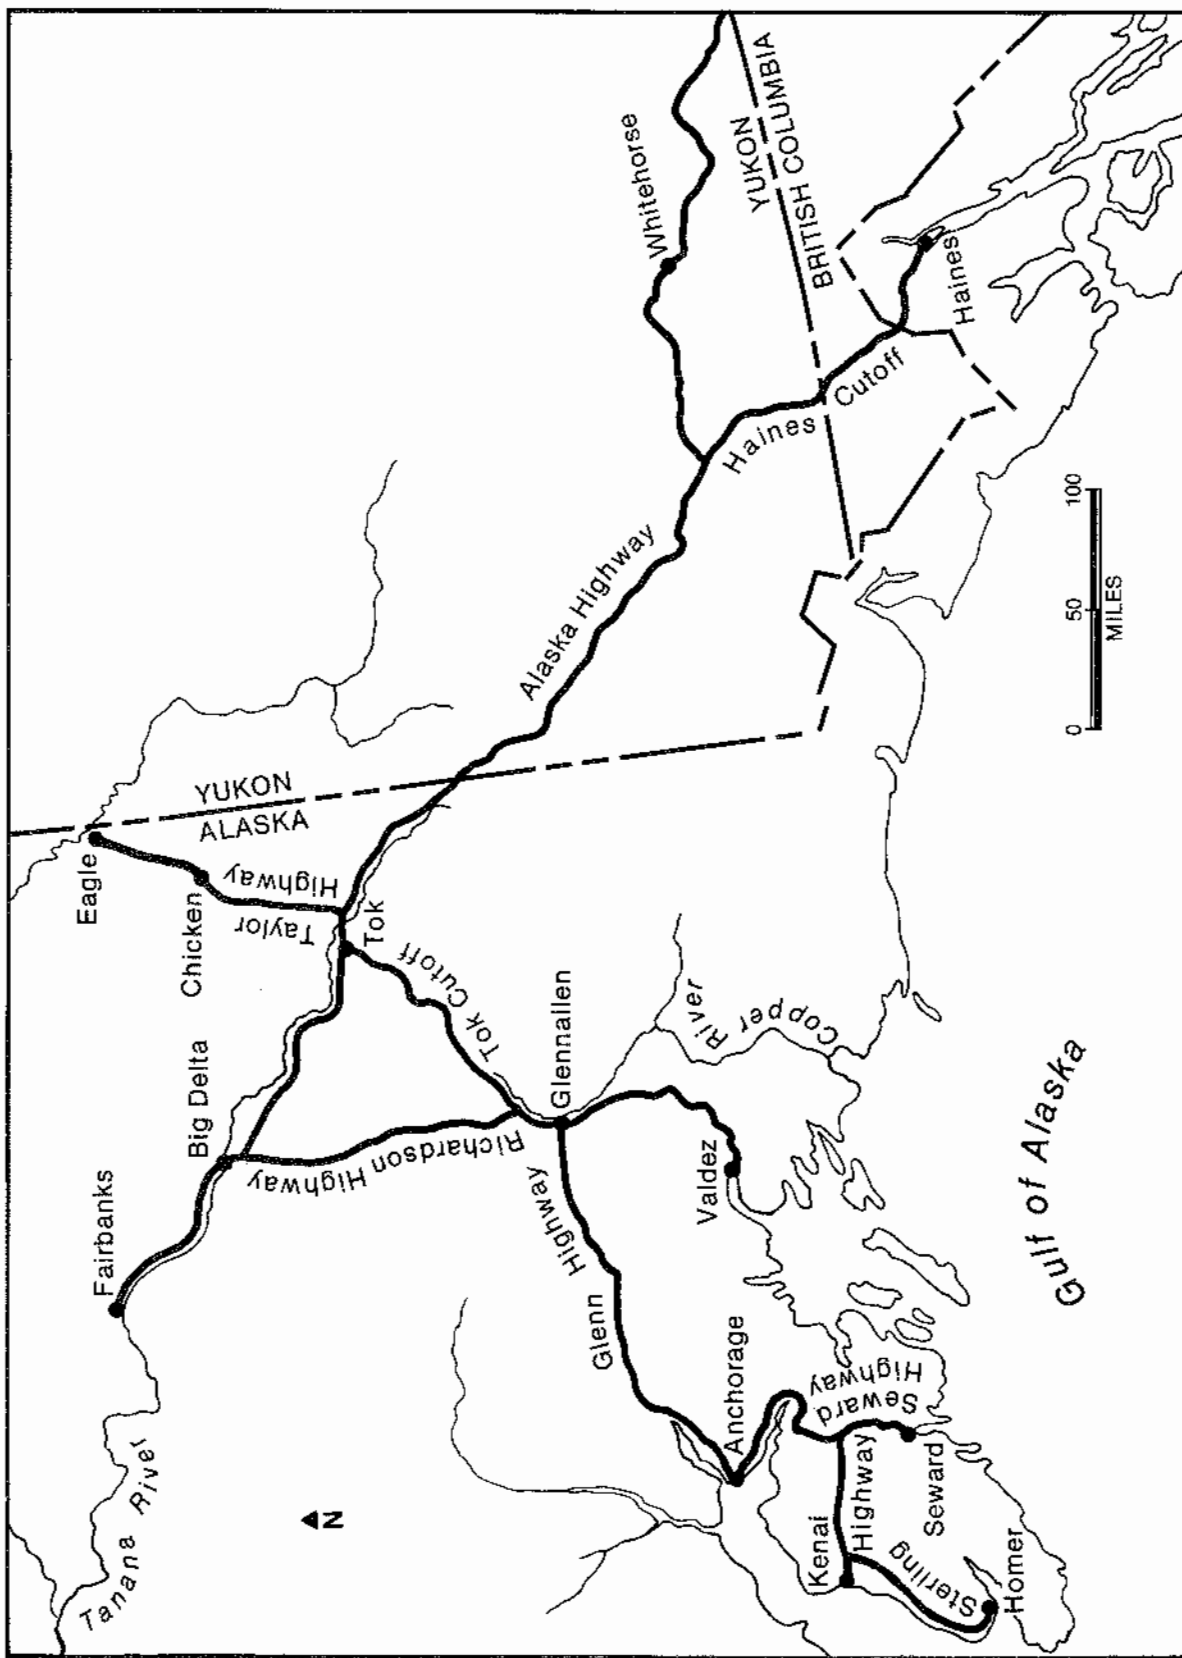 Eagle
YUKON
ALASKA
Chicken
Taylor
Highway
Fairbanks
Big Delta
Tok
Tanana River
Tok Cutoff
Richardson Highway
Alaska Highway
Whitehorse
Glennallen
Glenn Highway
Copper River
Valdez
Haines Cutoff
YUKON
BRITISH COLUMBIA
Haines
Anchorage
Seward
Highway
Kenai
Sterling Highway
Seward
Homer
Gulf of Alaska
N
0 50 100
MILES